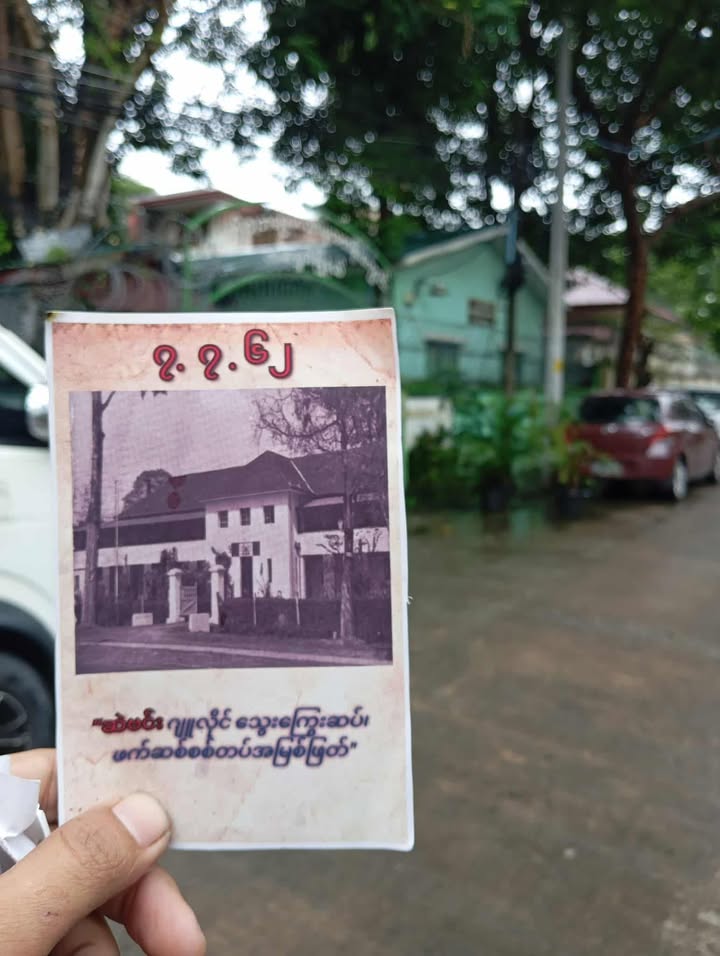 ၇. ၇. ၆၂
"ဆဲဗင်း ဂျူလိုင် သွေးကြွေးဆပ်၊
ဖက်ဆစ်စစ်တပ်အမြစ်ဖြတ်"